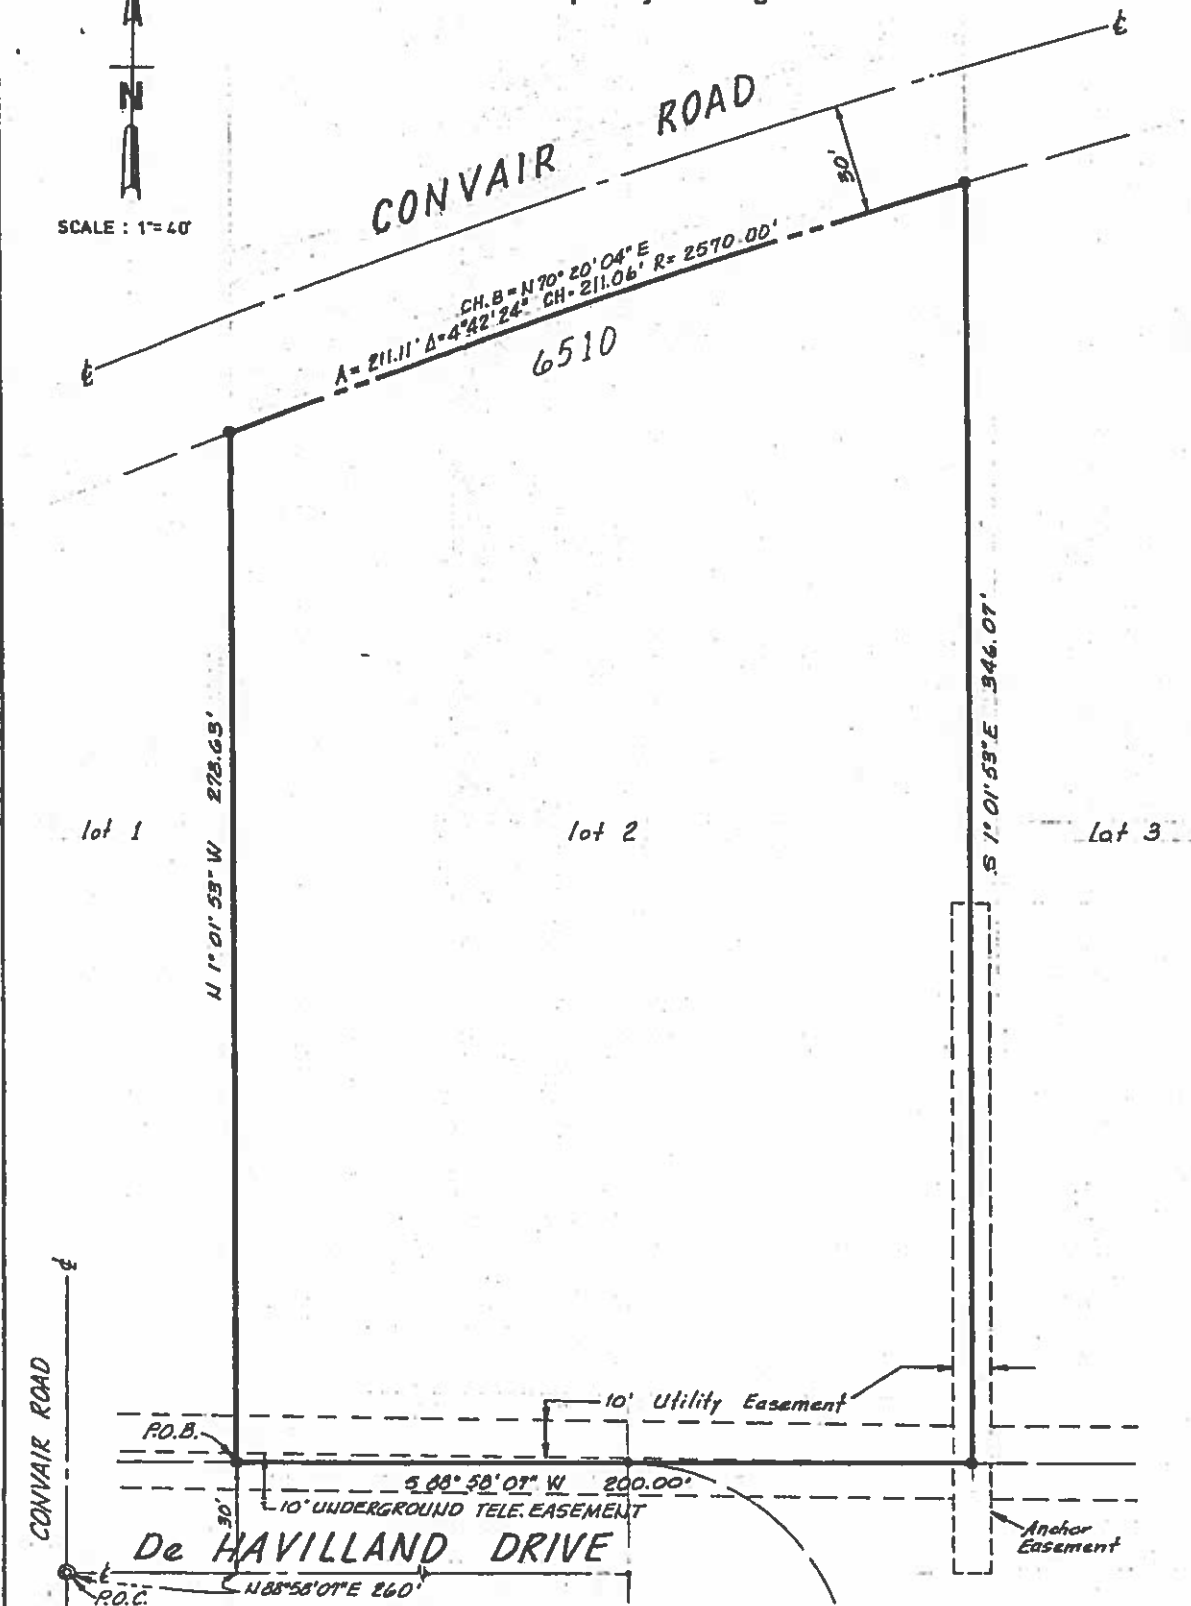 N
SCALE : 1"=40'
CONVAIR ROAD
30'
CH.B = N 70° 20' 04" E
A = 211.11' Δ=4°42'24" CH= 211.06' R= 2570.00'
6510
N 1° 01' 53" W 278.63'
S 1° 01' 53" E 346.07'
lot 1
lot 2
Lot 3
CONVAIR ROAD
P.O.B.
10' Utility Easement
S 88° 58' 07" W 200.00'
10' UNDERGROUND TELE. EASEMENT
30'
Anchor
Easement
De HAVILLAND DRIVE
N 88°58'07"E 260'
P.O.C.